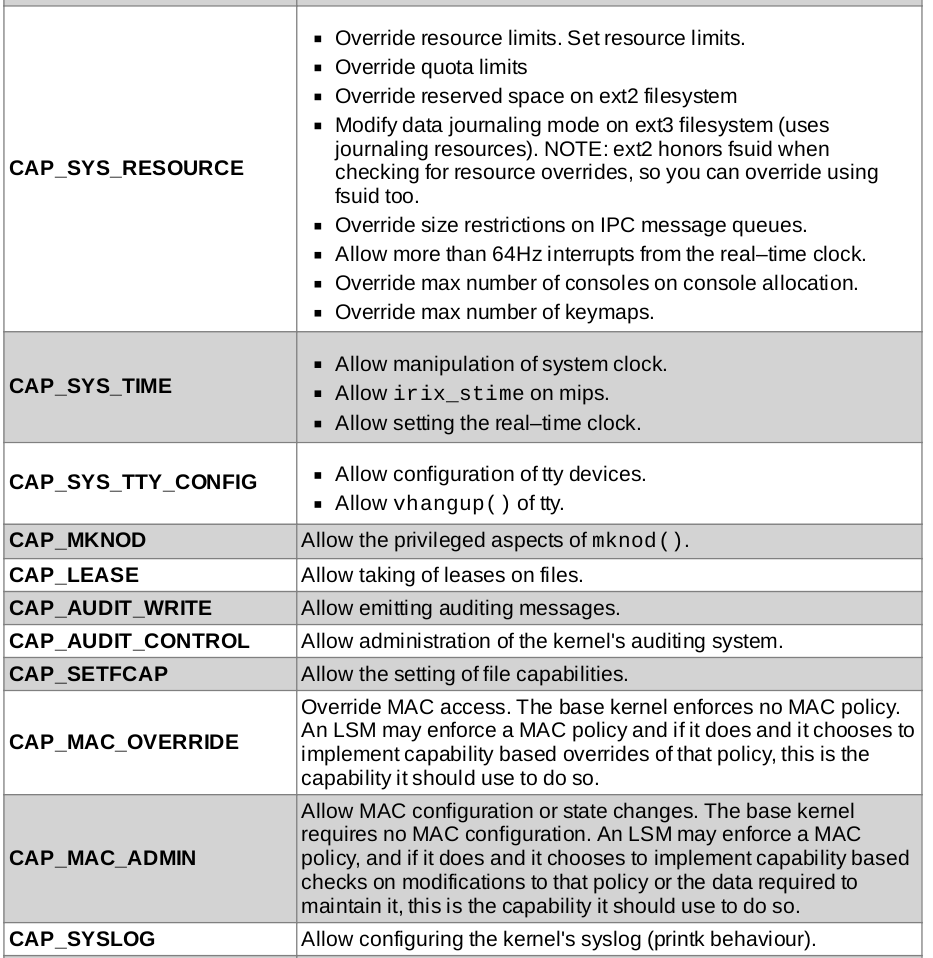 CAP_SYS_RESOURCE
▪ Override resource limits. Set resource limits.
▪ Override quota limits
▪ Override reserved space on ext2 filesystem
▪ Modify data journaling mode on ext3 filesystem (uses
journaling resources). NOTE: ext2 honors fsuid when
checking for resource overrides, so you can override using
fsuid too.
▪ Override size restrictions on IPC message queues.
▪ Allow more than 64Hz interrupts from the real–time clock.
▪ Override max number of consoles on console allocation.
▪ Override max number of keymaps.
CAP_SYS_TIME
▪ Allow manipulation of system clock.
▪ Allow irix_stime on mips.
▪ Allow setting the real–time clock.
CAP_SYS_TTY_CONFIG
▪ Allow configuration of tty devices.
▪ Allow vhangup() of tty.
CAP_MKNOD
Allow the privileged aspects of mknod().
CAP_LEASE
Allow taking of leases on files.
CAP_AUDIT_WRITE
Allow emitting auditing messages.
CAP_AUDIT_CONTROL
Allow administration of the kernel's auditing system.
CAP_SETFCAP
Allow the setting of file capabilities.
CAP_MAC_OVERRIDE
Override MAC access. The base kernel enforces no MAC policy.
An LSM may enforce a MAC policy and if it does and it chooses to
implement capability based overrides of that policy, this is the
capability it should use to do so.
CAP_MAC_ADMIN
Allow MAC configuration or state changes. The base kernel
requires no MAC configuration. An LSM may enforce a MAC
policy, and if it does and it chooses to implement capability based
checks on modifications to that policy or the data required to
maintain it, this is the capability it should use to do so.
CAP_SYSLOG
Allow configuring the kernel's syslog (printk behaviour).